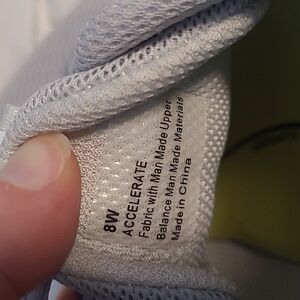 8W
ACCELERATE
Fabric with Man Made Upper
Balance Man Made Materials
Made in China